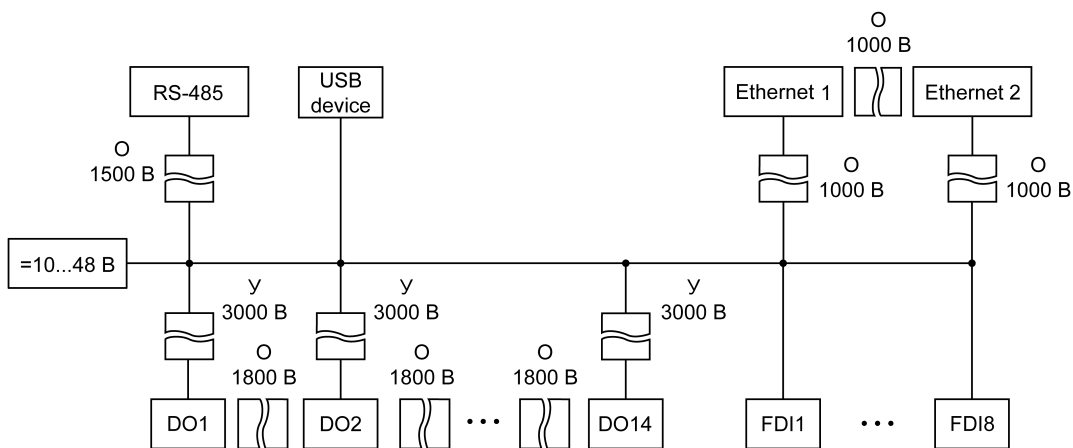 О
1000 В
RS-485
USB
device
Ethernet 1
Ethernet 2
О
1500 В
О
1000 В
О
1000 В
=10...48 В
У
3000 В
У
3000 В
У
3000 В
О
1800 В
О
1800 В
О
1800 В
DO1
DO2
...
DO14
FDI1
...
FDI8